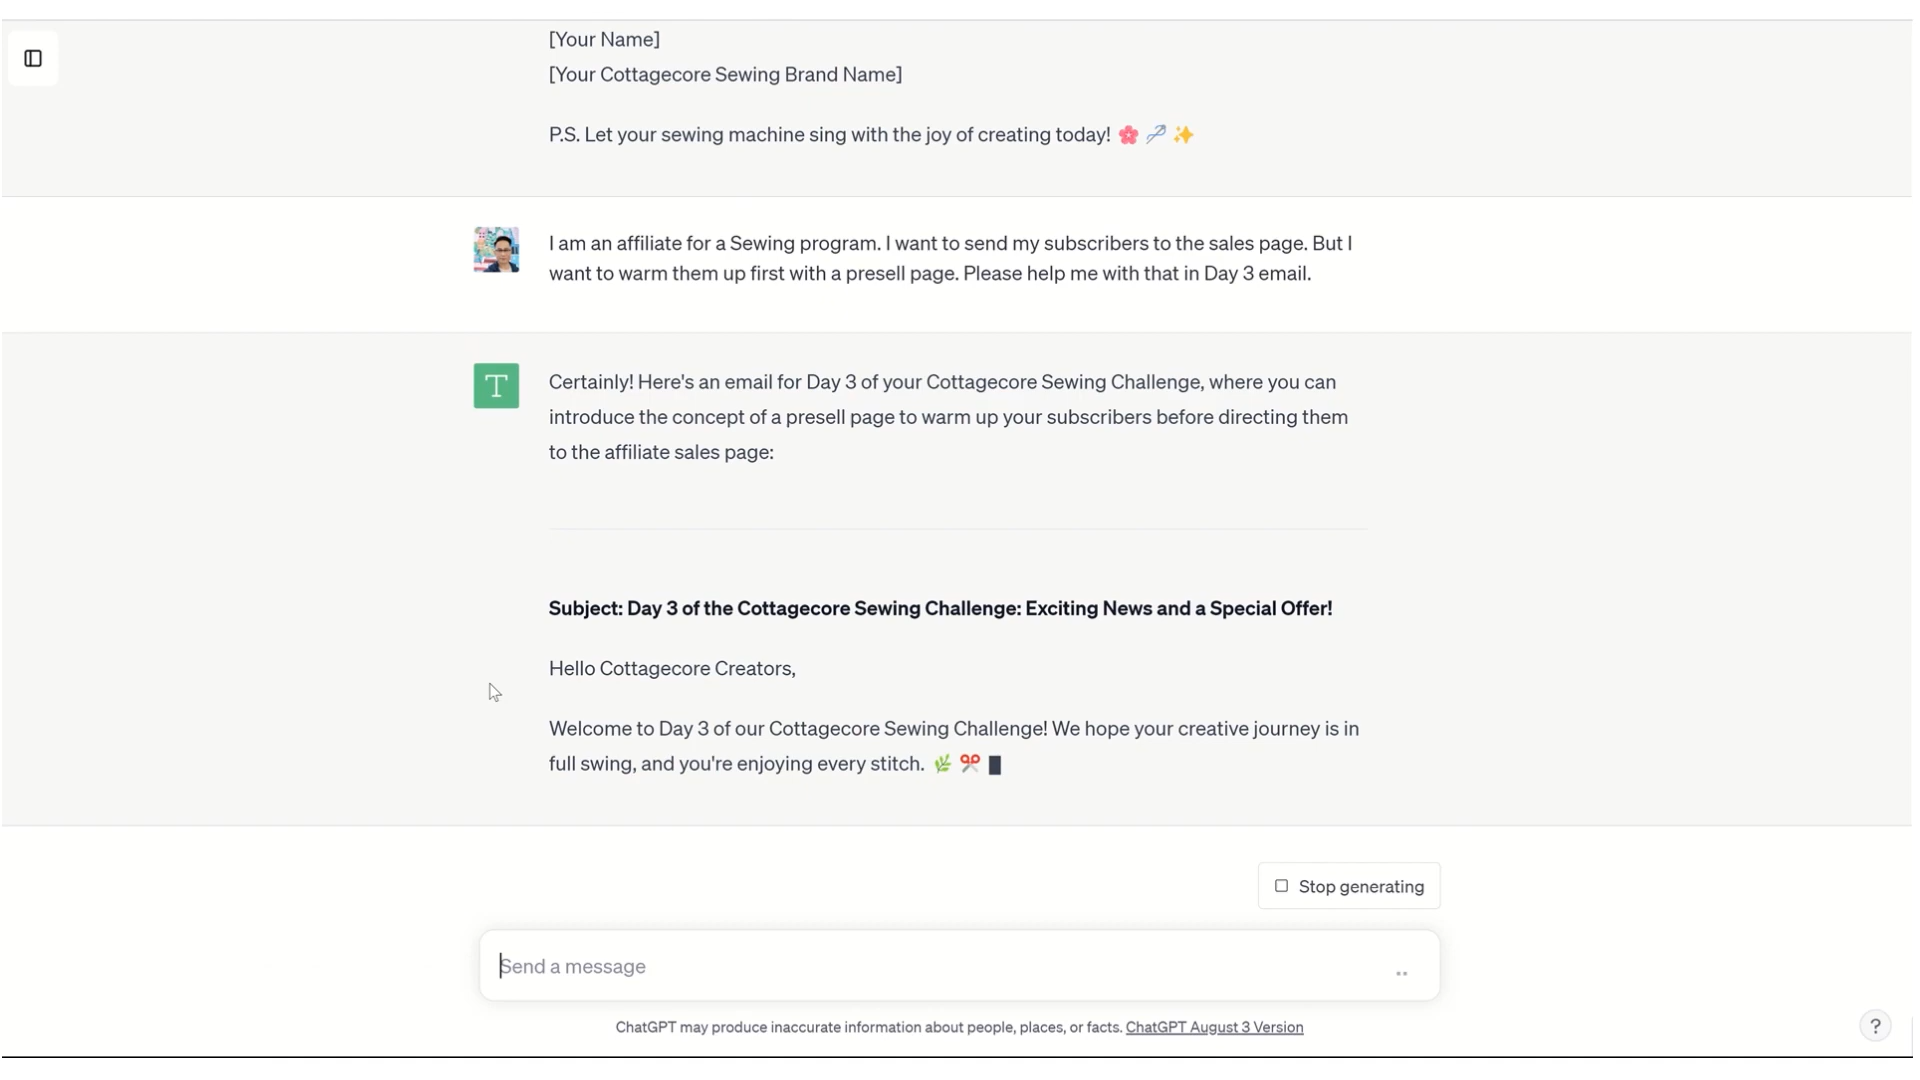 [Your Name]
[Your Cottagecore Sewing Brand Name]
P.S. Let your sewing machine sing with the joy of creating today! 🌸 🪡 ✨
I am an affiliate for a Sewing program. I want to send my subscribers to the sales page. But I
want to warm them up first with a presell page. Please help me with that in Day 3 email.
T
Certainly! Here's an email for Day 3 of your Cottagecore Sewing Challenge, where you can
introduce the concept of a presell page to warm up your subscribers before directing them
to the affiliate sales page:
Subject: Day 3 of the Cottagecore Sewing Challenge: Exciting News and a Special Offer!
Hello Cottagecore Creators,
Welcome to Day 3 of our Cottagecore Sewing Challenge! We hope your creative journey is in
full swing, and you're enjoying every stitch. 🌿 ✂️
Stop generating
Send a message
ChatGPT may produce inaccurate information about people, places, or facts. ChatGPT August 3 Version
?